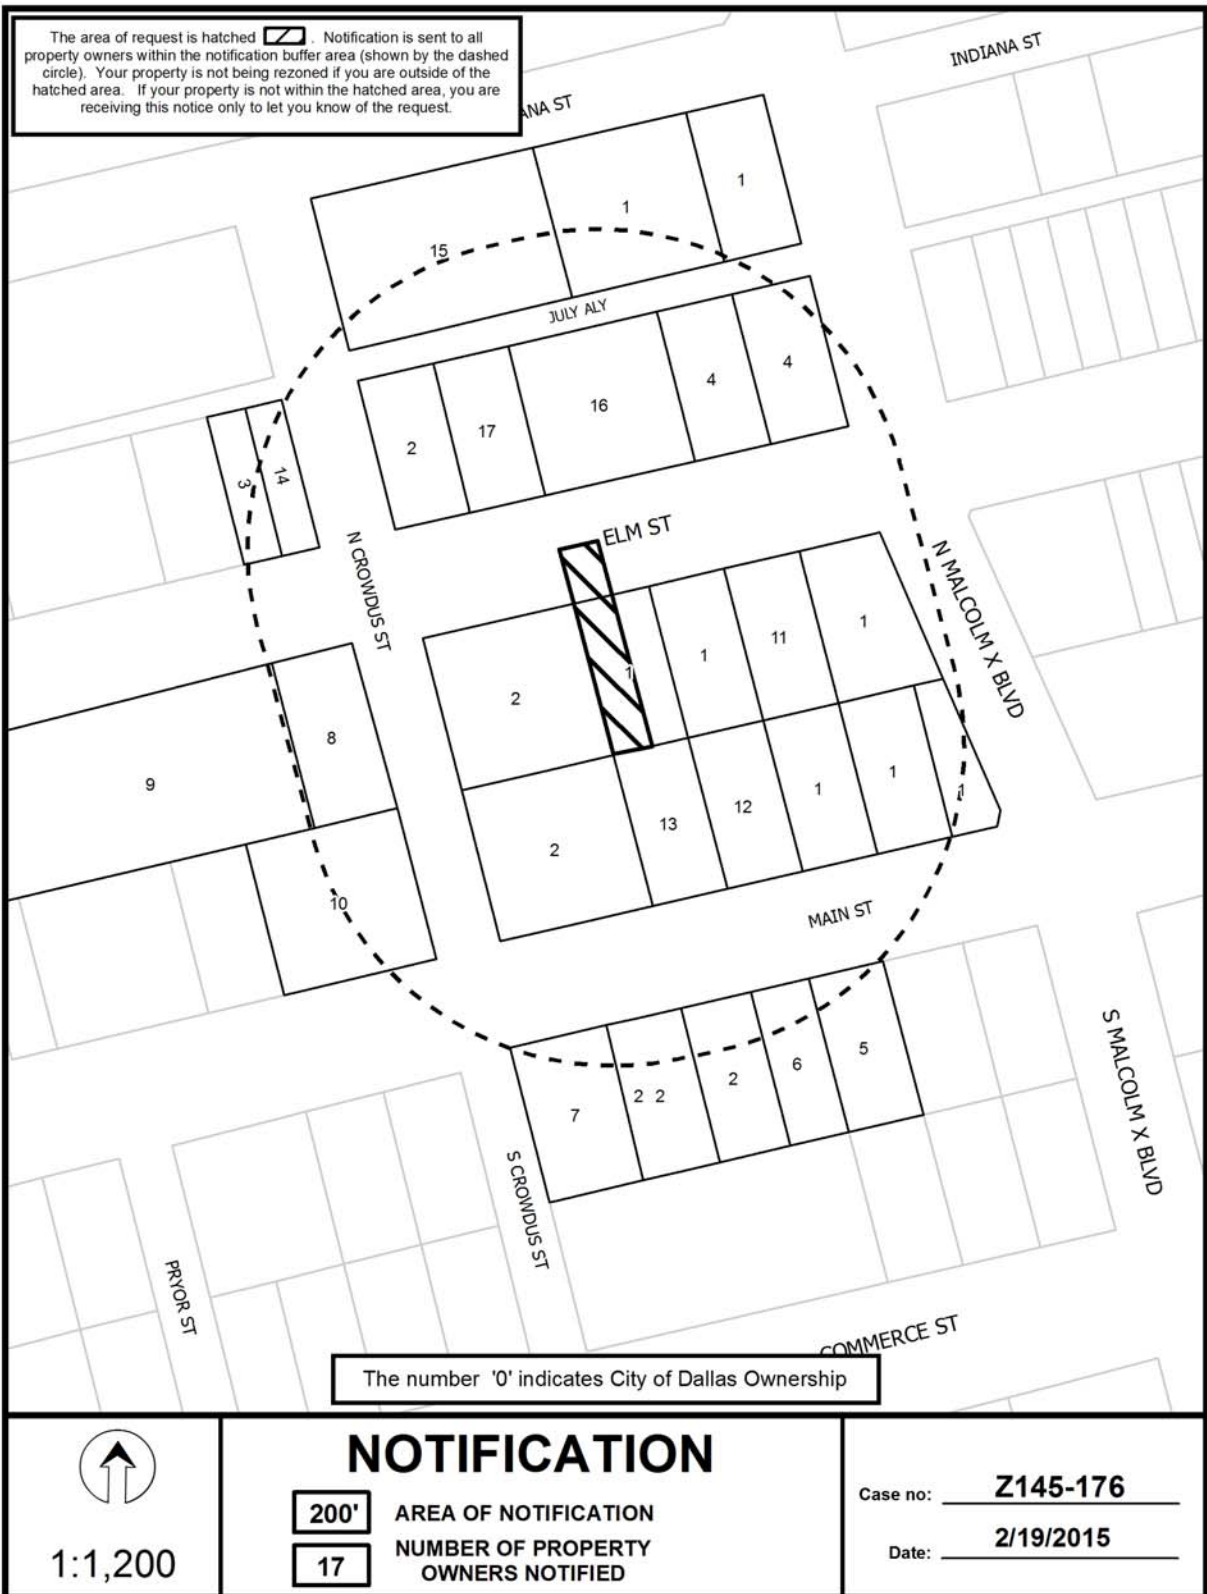 The area of request is hatched . Notification is sent to all
property owners within the notification buffer area (shown by the dashed
circle). Your property is not being rezoned if you are outside of the
hatched area. If your property is not within the hatched area, you are
receiving this notice only to let you know of the request.
INDIANA ST
ANA ST
1
1
15
JULY ALY
4
4
16
17
2
3
14
ELM ST
N CROWDUS ST
N MALCOLM X BLVD
1
11
1
1
2
8
9
1
1
1
12
13
2
10
MAIN ST
5
6
2
2 2
7
S MALCOLM X BLVD
S CROWDUS ST
PRYOR ST
COMMERCE ST
The number '0' indicates City of Dallas Ownership
1:1,200
NOTIFICATION
200' AREA OF NOTIFICATION
17 NUMBER OF PROPERTY
OWNERS NOTIFIED
Case no: Z145-176
Date: 2/19/2015